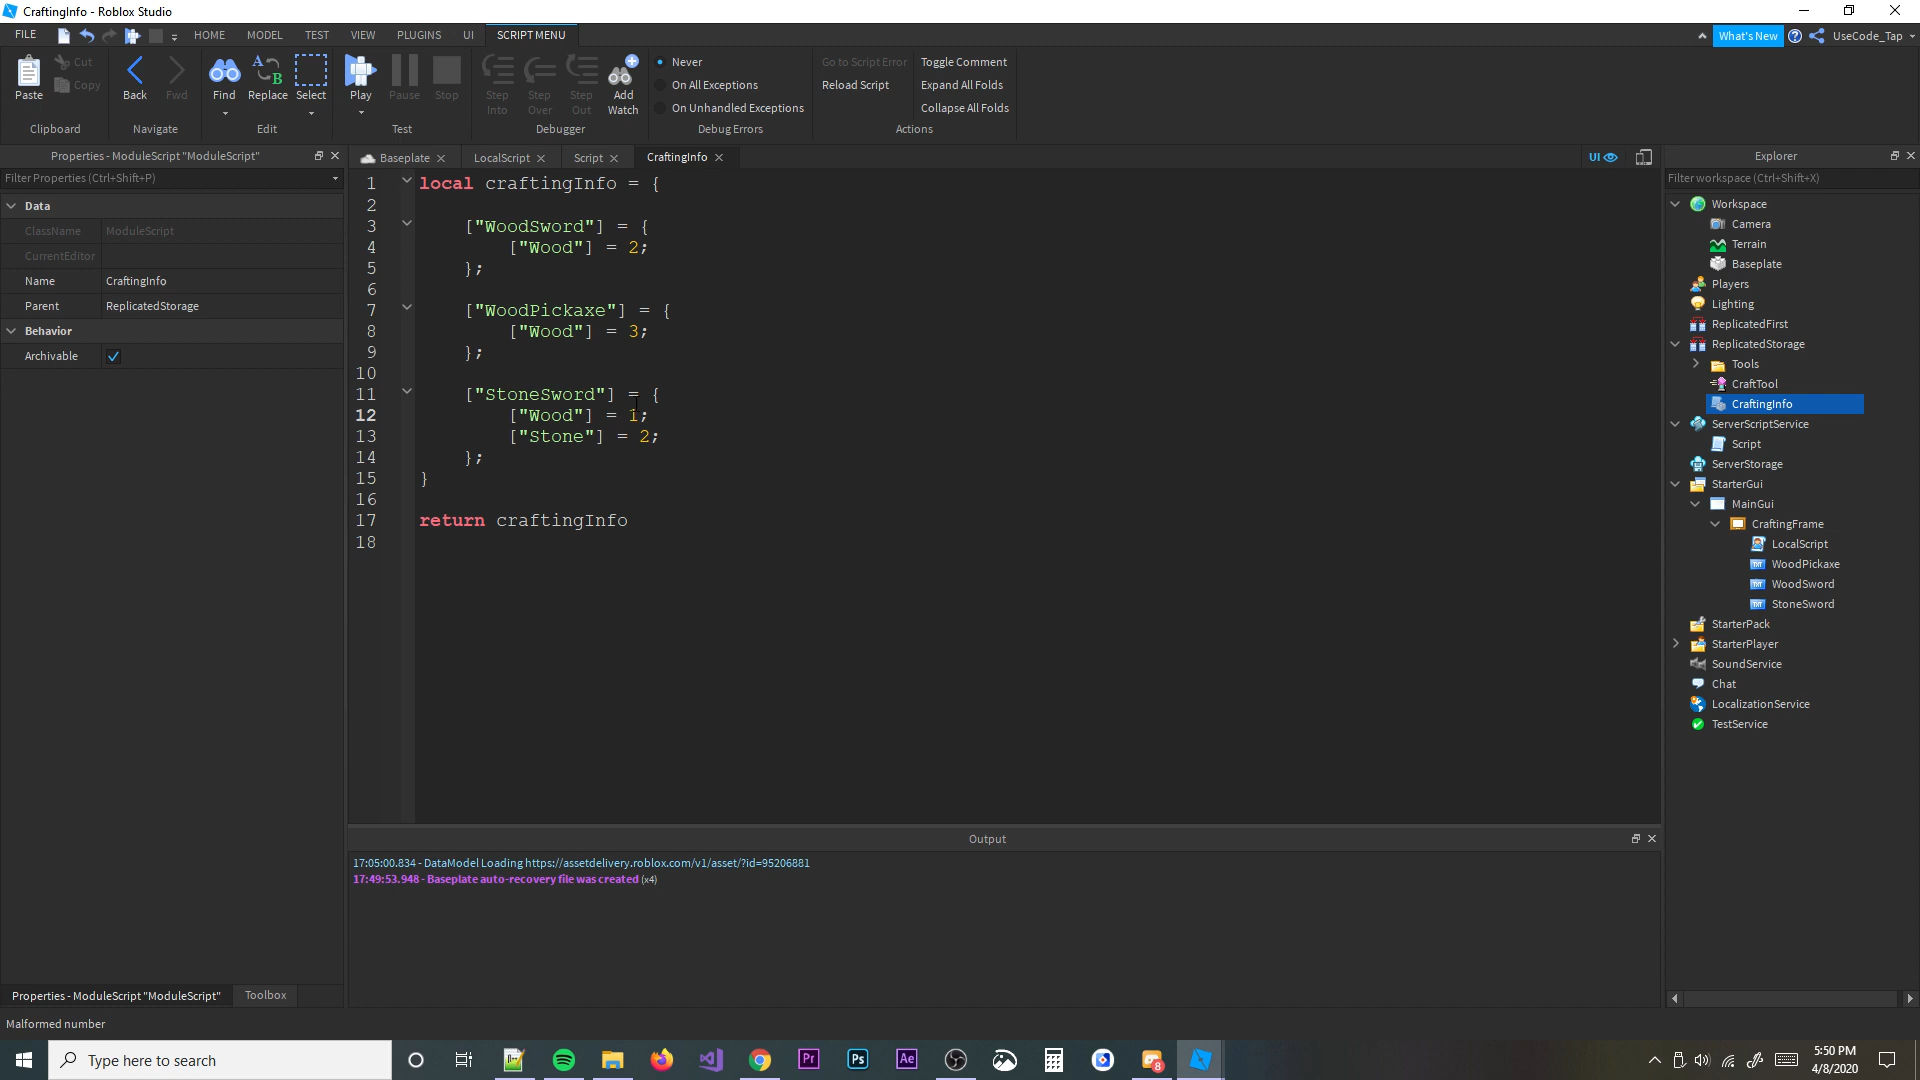 CraftingInfo - Roblox Studio
FILE HOME MODEL TEST VIEW PLUGINS UI SCRIPT MENU What's New UseCode_Tap
Paste Cut Copy Back Fwd Find Replace Select Play Pause Stop Step Into Step Over Step Out Add Watch
Never
On All Exceptions
On Unhandled Exceptions
Go to Script Error
Reload Script
Toggle Comment
Expand All Folds
Collapse All Folds
Clipboard Navigate Edit Test Debugger Debug Errors Actions
Properties - ModuleScript "ModuleScript"
Filter Properties (Ctrl+Shift+P)
Data
ClassName ModuleScript
CurrentEditor
Name CraftingInfo
Parent ReplicatedStorage
Behavior
Archivable
Baseplate LocalScript Script CraftingInfo UI
1 local craftingInfo = {
2
3 ["WoodSword"] = {
4 ["Wood"] = 2;
5 };
6
7 ["WoodPickaxe"] = {
8 ["Wood"] = 3;
9 };
10
11 ["StoneSword"] = {
12 ["Wood"] = 1;
13 ["Stone"] = 2;
14 };
15 }
16
17 return craftingInfo
18
Explorer
Filter workspace (Ctrl+Shift+X)
Workspace
Camera
Terrain
Baseplate
Players
Lighting
ReplicatedFirst
ReplicatedStorage
Tools
CraftTool
CraftingInfo
ServerScriptService
Script
ServerStorage
StarterGui
MainGui
CraftingFrame
LocalScript
WoodPickaxe
WoodSword
StoneSword
StarterPack
StarterPlayer
SoundService
Chat
LocalizationService
TestService
Output
17:05:00.834 - DataModel Loading https://assetdelivery.roblox.com/v1/asset/?id=95206881
17:49:53.948 - Baseplate auto-recovery file was created (x4)
Properties - ModuleScript "ModuleScript" Toolbox
Malformed number
Type here to search
Pr Ps Ae 8
5:50 PM
4/8/2020